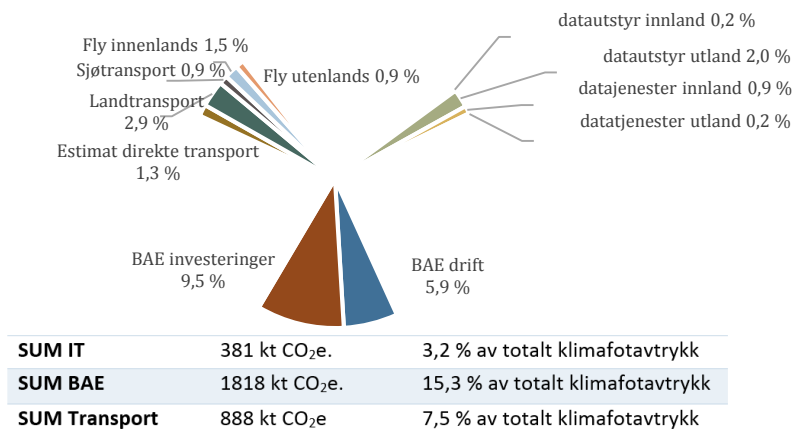 datautstyr innland 0,2 %
Fly innenlands 1,5 %
datautstyr utland 2,0 %
Sjøtransport 0,9 %
Fly utenlands 0,9 %
datajenester innland 0,9 %
Landtransport
2,9 %
datatjenester utland 0,2 %
Estimat direkte transport
1,3 %
BAE investeringer
9,5 %
BAE drift
5,9 %
SUM IT 381 kt CO₂e. 3,2 % av totalt klimafotavtrykk
SUM BAE 1818 kt CO₂e. 15,3 % av totalt klimafotavtrykk
SUM Transport 888 kt CO₂e 7,5 % av totalt klimafotavtrykk